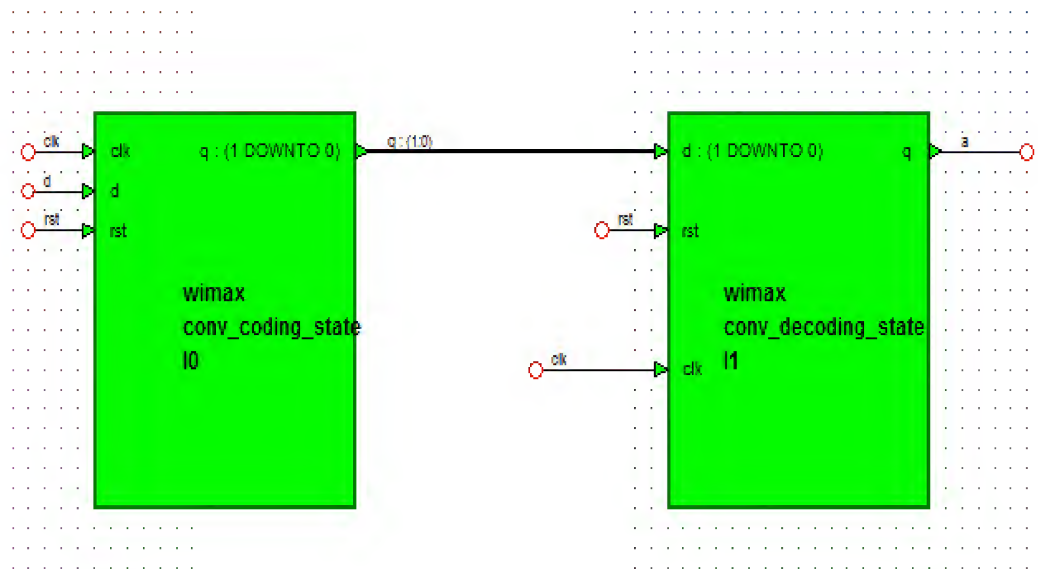 clk
clk
q : (1 DOWNTO 0)
q : (1:0)
d : (1 DOWNTO 0)
q
a
d
d
rst
rst
rst
rst
wimax
conv_coding_state
I0
wimax
conv_decoding_state
I1
clk
clk